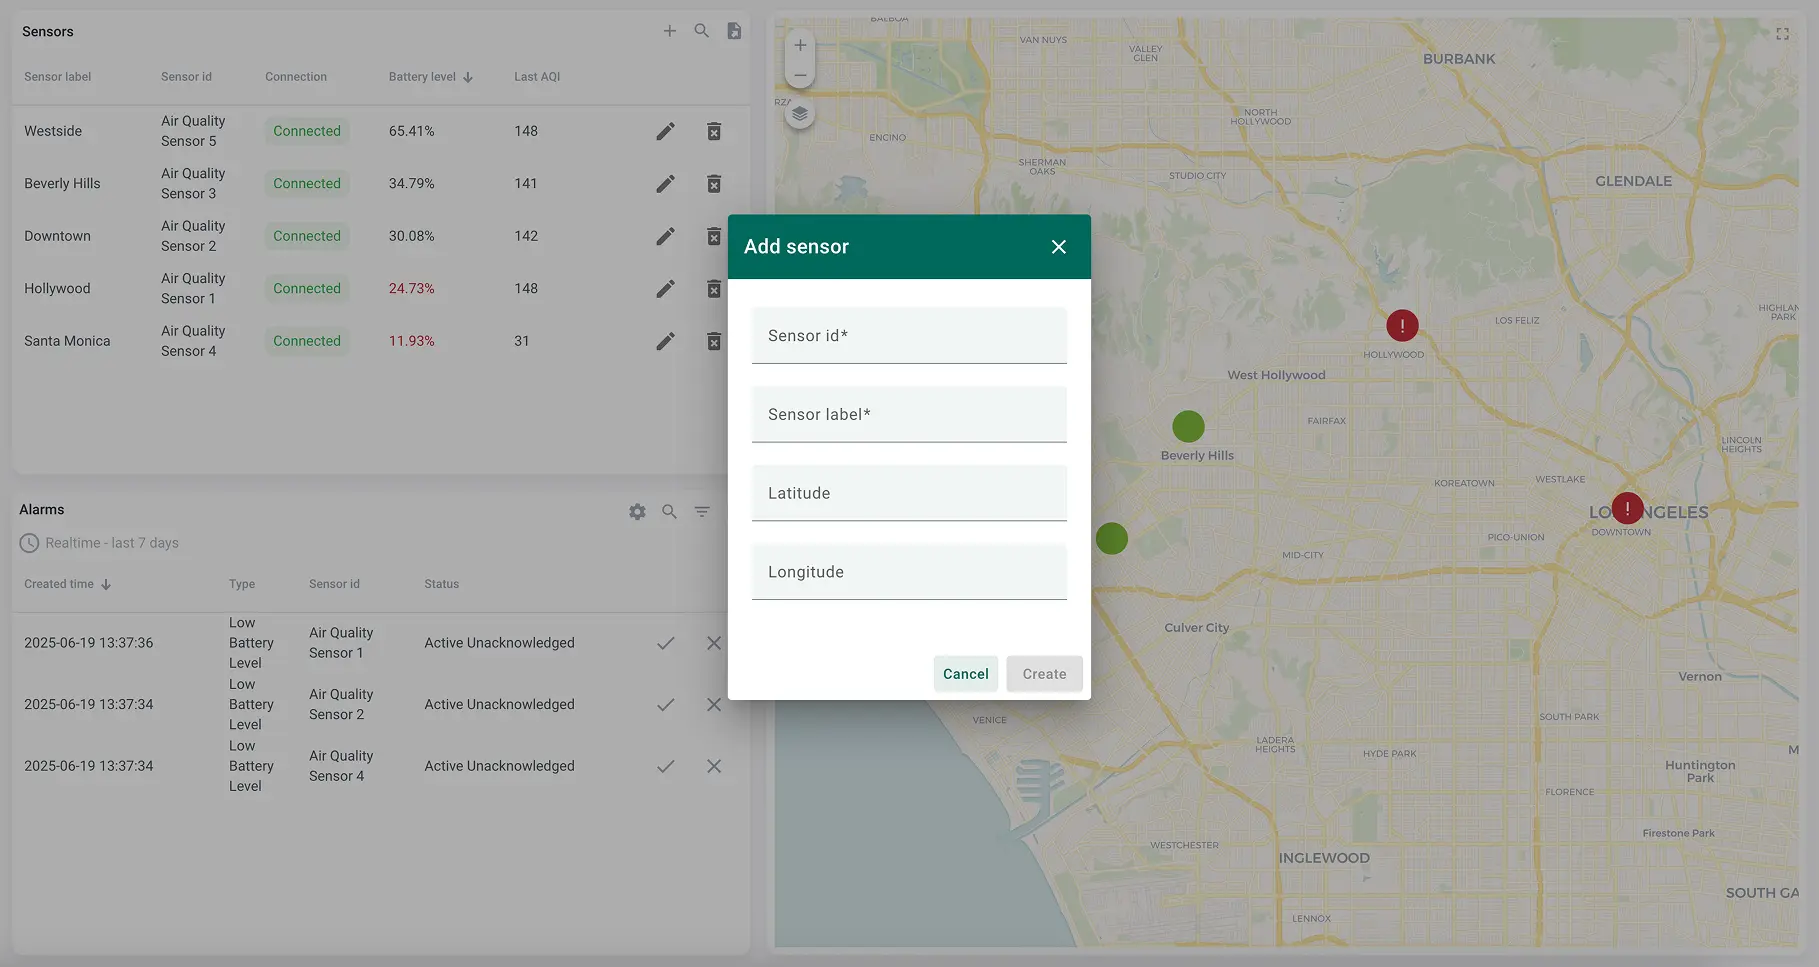 Sensors
Sensor label Sensor id Connection Battery level Last AQI
Westside Air Quality Sensor 5 Connected 65.41% 148
Beverly Hills Air Quality Sensor 3 Connected 34.79% 141
Downtown Air Quality Sensor 2 Connected 30.08% 142
Hollywood Air Quality Sensor 1 Connected 24.73% 148
Santa Monica Air Quality Sensor 4 Connected 11.93% 31
Alarms
Realtime - last 7 days
Created time Type Sensor id Status
2025-06-19 13:37:36 Low Battery Level Air Quality Sensor 1 Active Unacknowledged
2025-06-19 13:37:34 Low Battery Level Air Quality Sensor 2 Active Unacknowledged
2025-06-19 13:37:34 Low Battery Level Air Quality Sensor 4 Active Unacknowledged
Add sensor
Sensor id*
Sensor label*
Latitude
Longitude
Cancel Create
BALBOA
VAN NUYS
VALLEY
GLEN
BURBANK
NORTH
HOLLYWOOD
ENCINO
SHERMAN
OAKS
STUDIO CITY
GLENDALE
HIGHLAN
PARK
LOS FELIZ
HOLLYWOOD
West Hollywood
FAIRFAX
Beverly Hills
LINCOLN
HEIGHTS
KOREATOWN
WESTLAKE
LO NGELES
DOWNTOWN
PICO-UNION
MID-CITY
Culver City
Vernon
VENICE
SOUTH PARK
LADERA
HEIGHTS
HYDE PARK
M
Huntington
Park
FLORENCE
Firestone Park
WESTCHESTER
INGLEWOOD
SOUTH GA
LENNOX